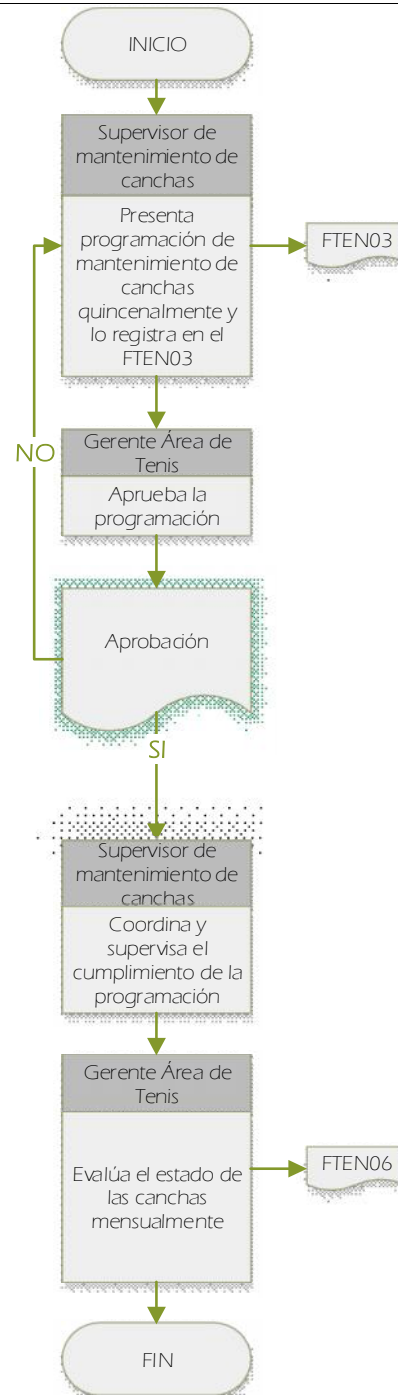 INICIO
Supervisor de
mantenimiento de
canchas
Presenta
programación de
mantenimiento de
canchas
quincenalmente y
lo registra en el
FTEN03
FTEN03
Gerente Área de
Tenis
Aprueba la
programación
NO
Aprobación
SI
Supervisor de
mantenimiento de
canchas
Coordina y
supervisa el
cumplimiento de la
programación
Gerente Área de
Tenis
Evalúa el estado de
las canchas
mensualmente
FTEN06
FIN